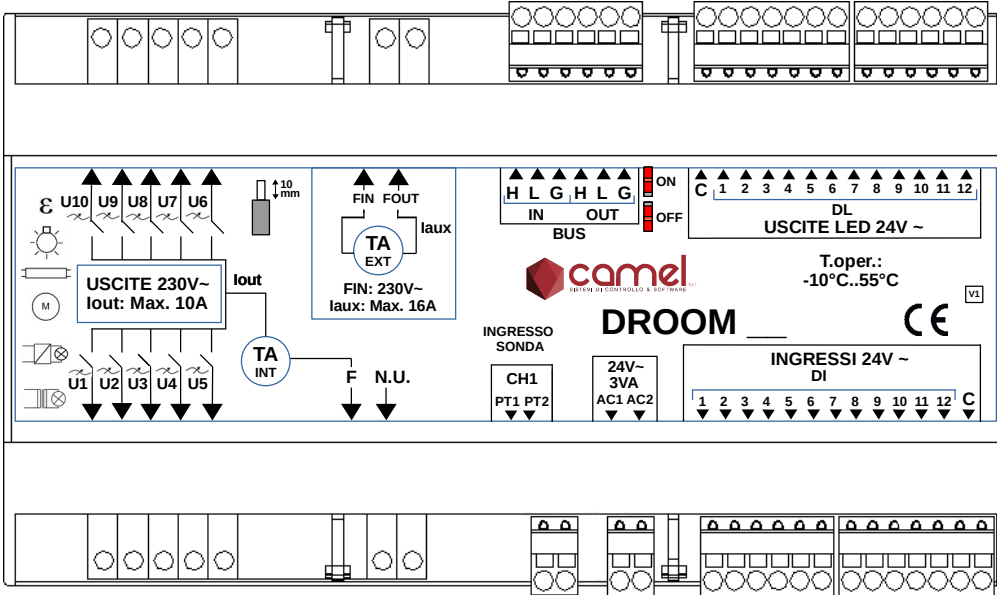 ε U10 U9 U8 U7 U6
10
mm
USCITE 230V~
Iout: Max. 10A
Iout
M
U1 U2 U3 U4 U5
TA
INT
F N.U.
FIN FOUT
Iaux
TA
EXT
FIN: 230V~
Iaux: Max. 16A
H L G H L G
IN OUT
BUS
ON
OFF
C 1 2 3 4 5 6 7 8 9 10 11 12
DL
USCITE LED 24V ~
camel
SISTEMI DI CONTROLLO & SOFTWARE
T.oper.:
-10°C..55°C
V1
DROOM __
CE
INGRESSO
SONDA
CH1
PT1 PT2
24V~
3VA
AC1 AC2
INGRESSI 24V ~
DI
1 2 3 4 5 6 7 8 9 10 11 12 C